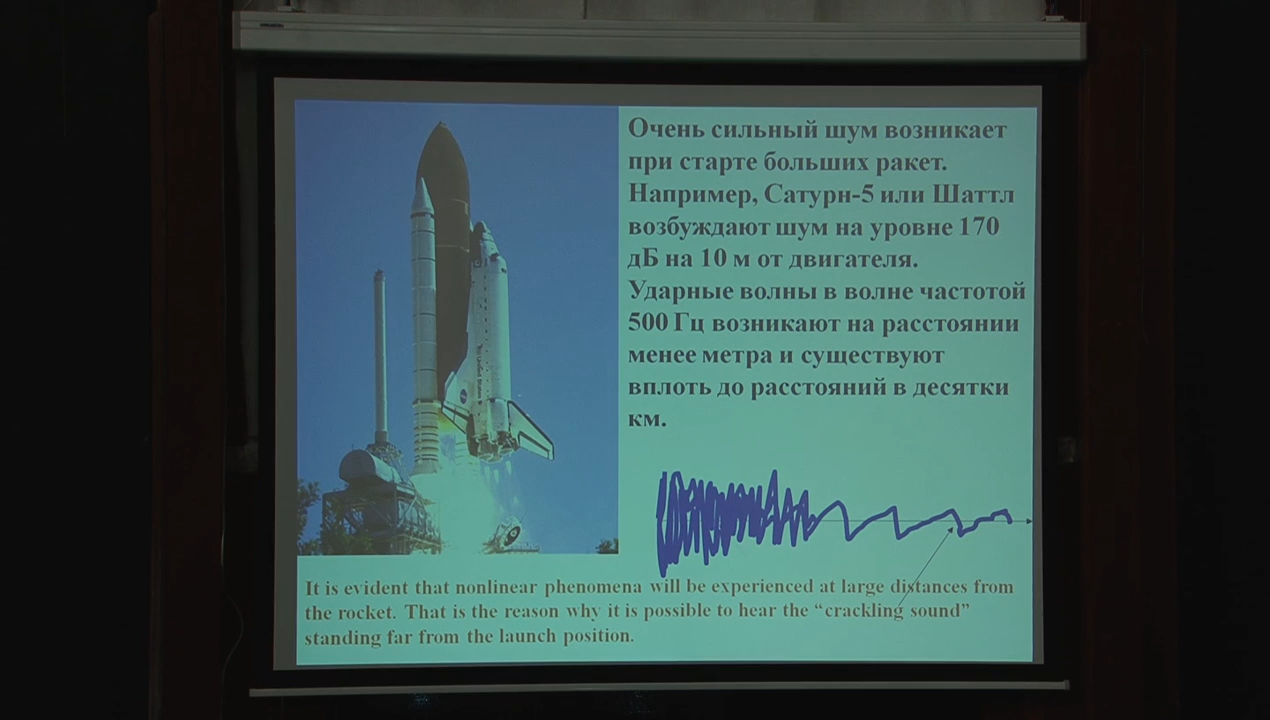 Очень сильный шум возникает
при старте больших ракет.
Например, Сатурн-5 или Шаттл
возбуждают шум на уровне 170
дБ на 10 м от двигателя.
Ударные волны в волне частотой
500 Гц возникают на расстоянии
менее метра и существуют
вплоть до расстояний в десятки
км.
It is evident that nonlinear phenomena will be experienced at large distances from
the rocket. That is the reason why it is possible to hear the “crackling sound”
standing far from the launch position.